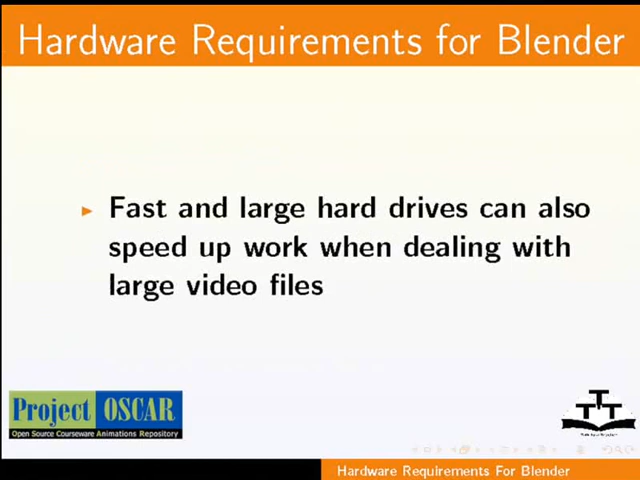 Hardware Requirements for Blender
Fast and large hard drives can also
speed up work when dealing with
large video files
Project OSCAR
Open Source Courseware Animations Repository
TTT
Hardware Requirements For Blender